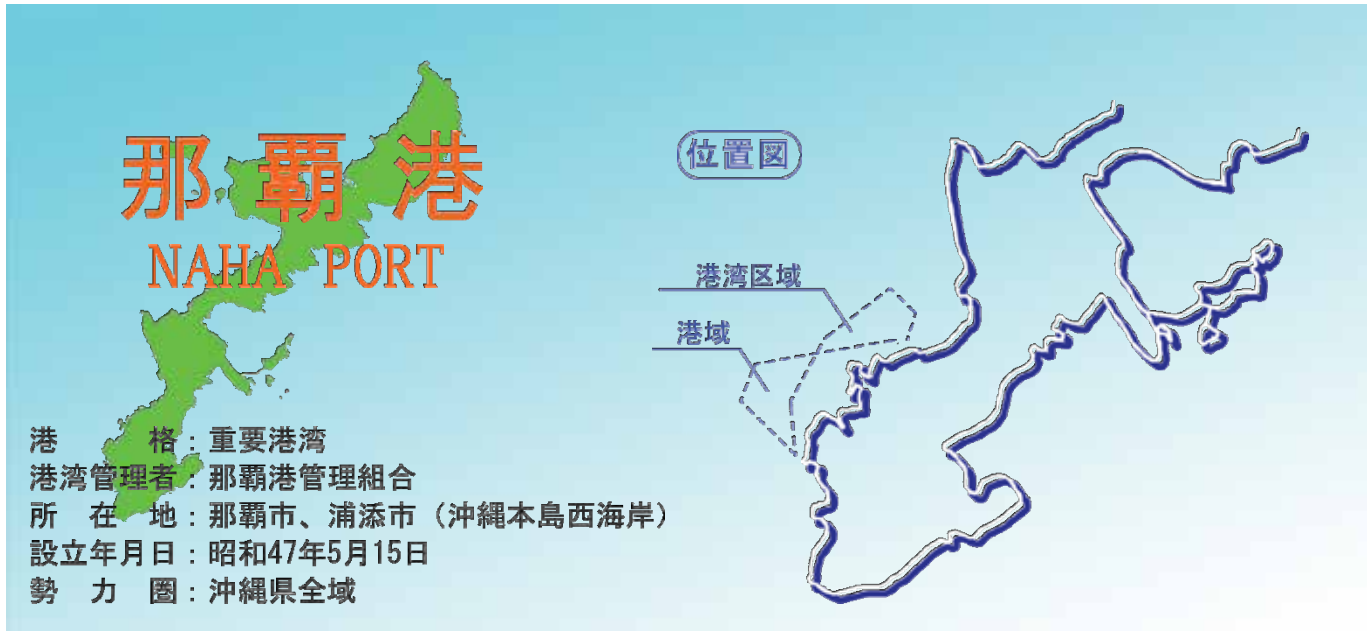 那覇港
NAHA PORT
港　　格：重要港湾
港湾管理者：那覇港管理組合
所　在　地：那覇市、浦添市（沖縄本島西海岸）
設立年月日：昭和47年5月15日
勢　力　圏：沖縄県全域
位置図
港湾区域
港域